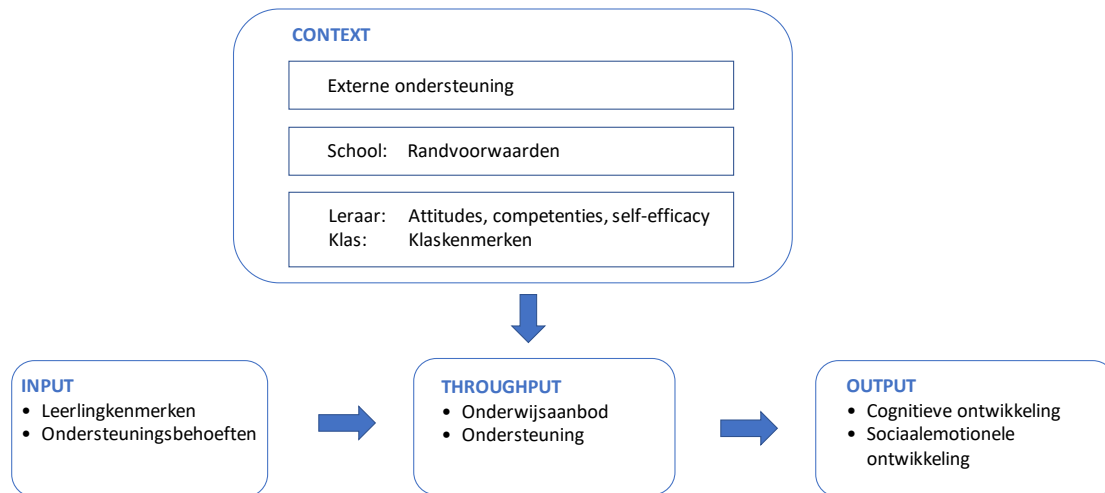 CONTEXT
Externe ondersteuning
School: Randvoorwaarden
Leraar: Attitudes, competenties, self-efficacy
Klas: Klaskenmerken
INPUT
• Leerlingkenmerken
• Ondersteuningsbehoeften
THROUGHPUT
• Onderwijsaanbod
• Ondersteuning
OUTPUT
• Cognitieve ontwikkeling
• Sociaalemotionele
ontwikkeling